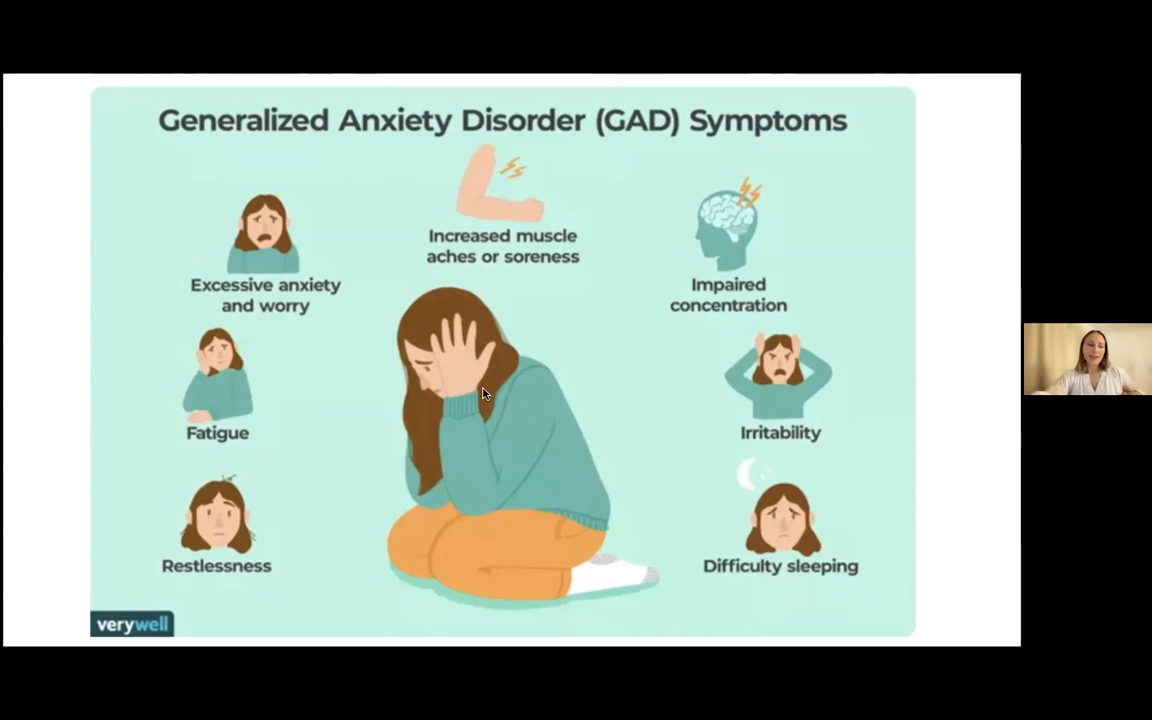 Generalized Anxiety Disorder (GAD) Symptoms
Increased muscle
aches or soreness
Excessive anxiety
and worry
Impaired
concentration
Fatigue
Irritability
Restlessness
Difficulty sleeping
verywell